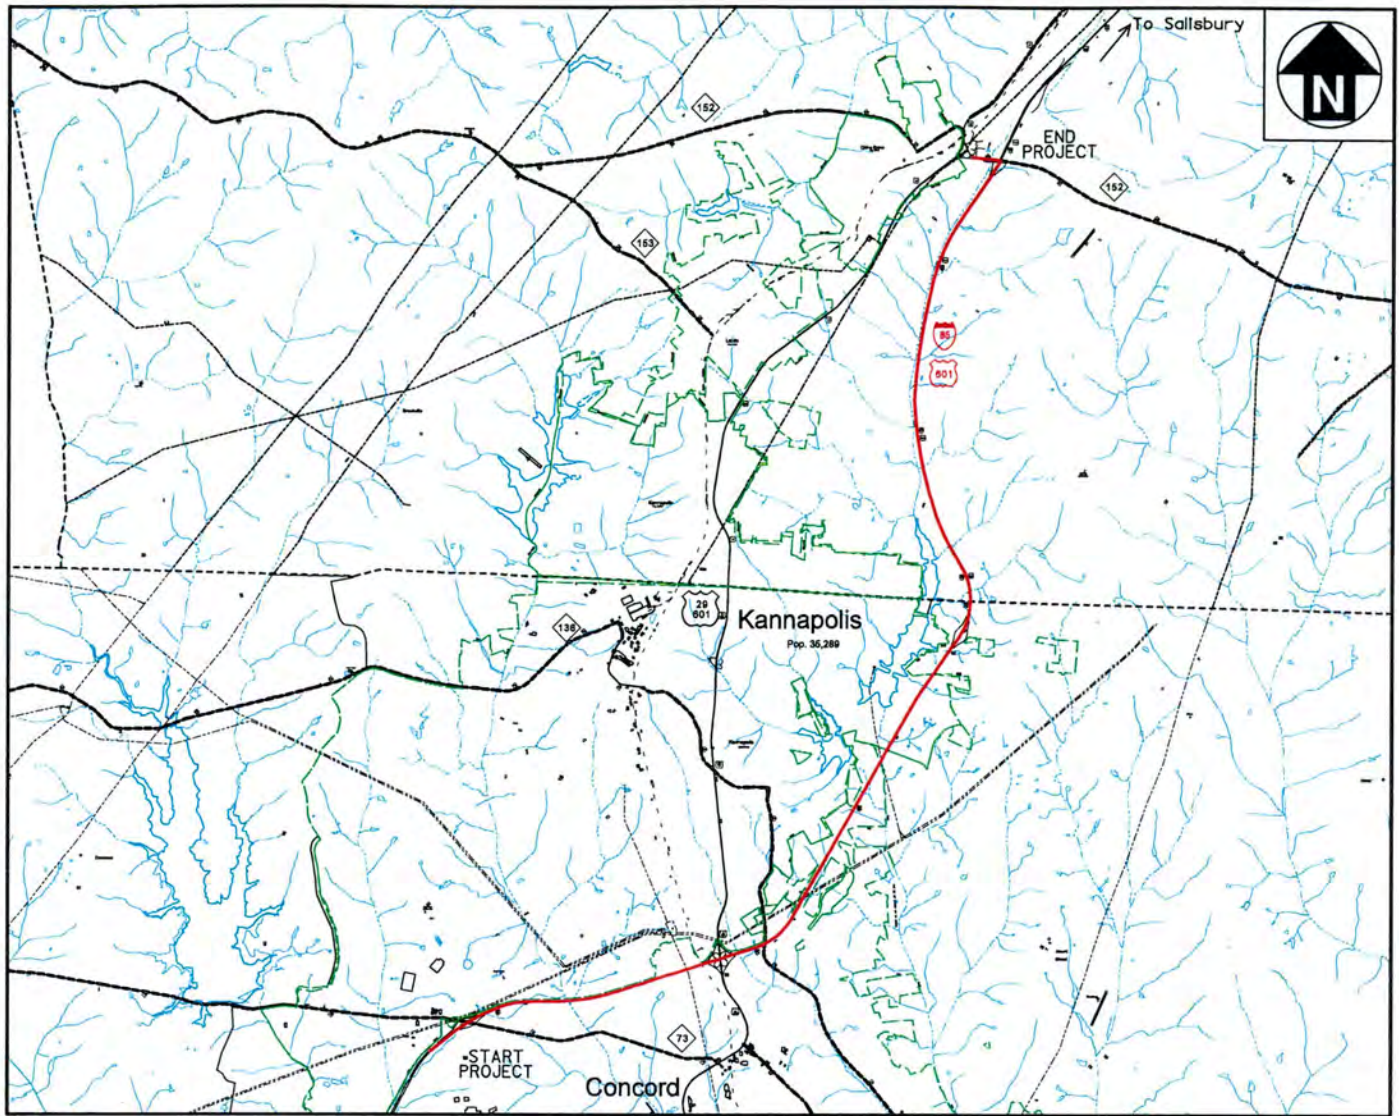 To Salisbury
N
152
END
PROJECT
152
153
85
601
29
601
Kannapolis
Pop. 35,289
136
73
START
PROJECT
Concord